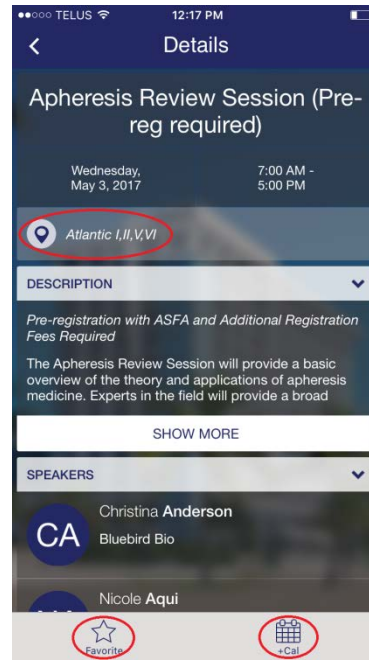 TELUS 12:17 PM
Details
Apheresis Review Session (Pre-
reg required)
Wednesday, 7:00 AM -
May 3, 2017 5:00 PM
Atlantic I,II,V,VI
DESCRIPTION
Pre-registration with ASFA and Additional Registration
Fees Required
The Apheresis Review Session will provide a basic
overview of the theory and applications of apheresis
medicine. Experts in the field will provide a broad
SHOW MORE
SPEAKERS
Christina Anderson
CA
Bluebird Bio
Nicole Aqui
Favorite +Cal